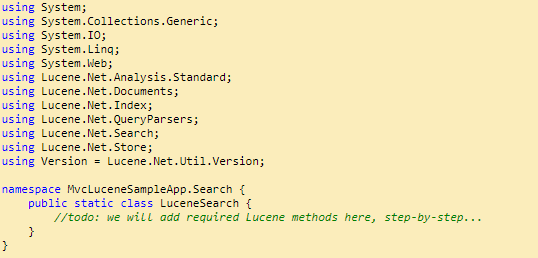 using System;
using System.Collections.Generic;
using System.IO;
using System.Linq;
using System.Web;
using Lucene.Net.Analysis.Standard;
using Lucene.Net.Documents;
using Lucene.Net.Index;
using Lucene.Net.QueryParsers;
using Lucene.Net.Search;
using Lucene.Net.Store;
using Version = Lucene.Net.Util.Version;

namespace MvcLuceneSampleApp.Search {
    public static class LuceneSearch {
        //todo: we will add required Lucene methods here, step-by-step...
    }
}